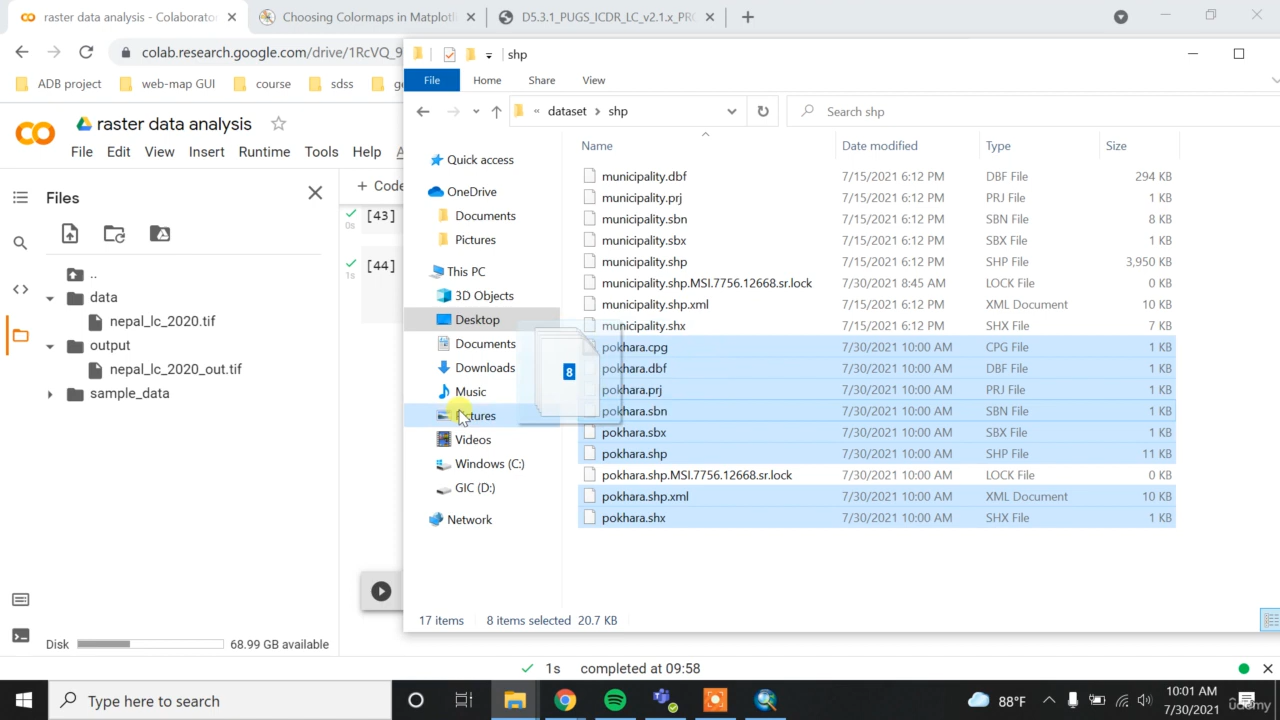 raster data analysis - Colaborato
Choosing Colormaps in Matplotl
D5.3.1_PUGS_ICDR_LC_v2.1.x_PRO
colab.research.google.com/drive/1RcVQ_9
ADB project
web-map GUI
course
sdss
ge
shp
File
Home
Share
View
dataset
shp
Search shp
CO
raster data analysis
File
Edit
View
Insert
Runtime
Tools
Help
Files
+ Code
[43]
0s
[44]
1s
..
data
nepal_lc_2020.tif
output
nepal_lc_2020_out.tif
sample_data
Disk
68.99 GB available
Quick access
OneDrive
Documents
Pictures
This PC
3D Objects
Desktop
Documents
Downloads
Music
Pictures
Videos
Windows (C:)
GIC (D:)
Network
Name Date modified Type Size
municipality.dbf 7/15/2021 6:12 PM DBF File 294 KB
municipality.prj 7/15/2021 6:12 PM PRJ File 1 KB
municipality.sbn 7/15/2021 6:12 PM SBN File 8 KB
municipality.sbx 7/15/2021 6:12 PM SBX File 1 KB
municipality.shp 7/15/2021 6:12 PM SHP File 3,950 KB
municipality.shp.MSI.7756.12668.sr.lock 7/30/2021 8:45 AM LOCK File 0 KB
municipality.shp.xml 7/15/2021 6:12 PM XML Document 10 KB
municipality.shx 7/15/2021 6:12 PM SHX File 7 KB
pokhara.cpg 7/30/2021 10:00 AM CPG File 1 KB
pokhara.dbf 7/30/2021 10:00 AM DBF File 1 KB
pokhara.prj 7/30/2021 10:00 AM PRJ File 1 KB
pokhara.sbn 7/30/2021 10:00 AM SBN File 1 KB
pokhara.sbx 7/30/2021 10:00 AM SBX File 1 KB
pokhara.shp 7/30/2021 10:00 AM SHP File 11 KB
pokhara.shp.MSI.7756.12668.sr.lock 7/30/2021 10:00 AM LOCK File 0 KB
pokhara.shp.xml 7/30/2021 10:00 AM XML Document 10 KB
pokhara.shx 7/30/2021 10:00 AM SHX File 1 KB
8
17 items 8 items selected 20.7 KB
1s completed at 09:58
Type here to search
88°F
10:01 AM
7/30/2021
udemy